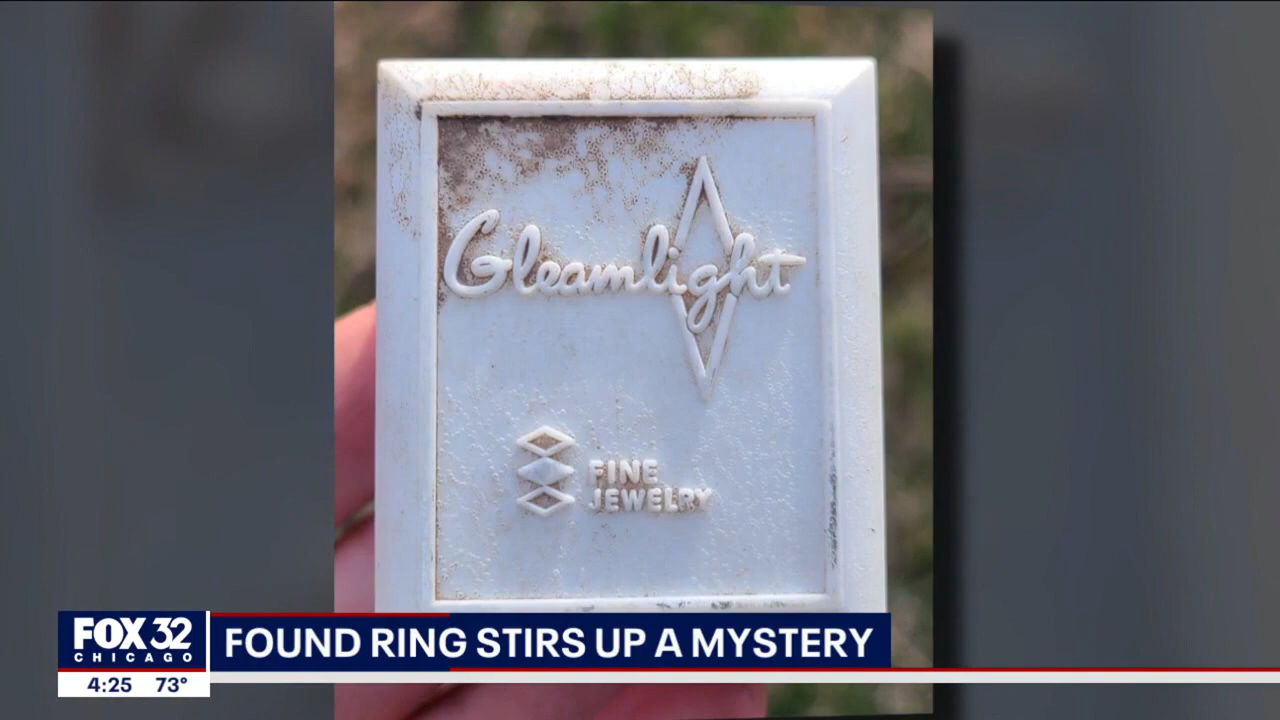 Gleamlight
FINE
JEWELRY
FOX 32
CHICAGO
4:25 73°
FOUND RING STIRS UP A MYSTERY